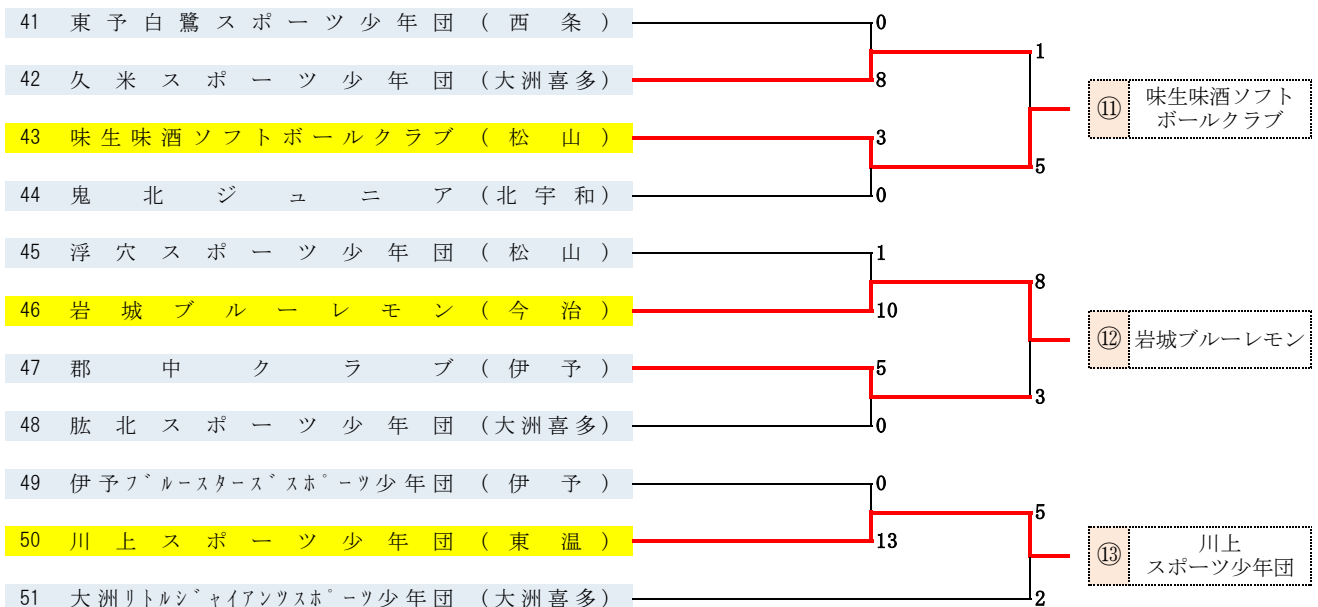 41 東予白鷺スポーツ少年団(西条) 0
1
42 久米スポーツ少年団(大洲喜多) 8
⑪ 味生味酒ソフト
ボールクラブ
43 味生味酒ソフトボールクラブ(松山) 3
5
44 鬼北ジュニア(北宇和) 0
45 浮穴スポーツ少年団(松山) 1
8
46 岩城ブルーレモン(今治) 10
⑫ 岩城ブルーレモン
47 郡中クラブ(伊予) 5
3
48 肱北スポーツ少年団(大洲喜多) 0
49 伊予ブルースターズスポーツ少年団(伊予) 0
5
50 川上スポーツ少年団(東温) 13
⑬ 川上
スポーツ少年団
51 大洲リトルジャイアンツスポーツ少年団(大洲喜多) 2